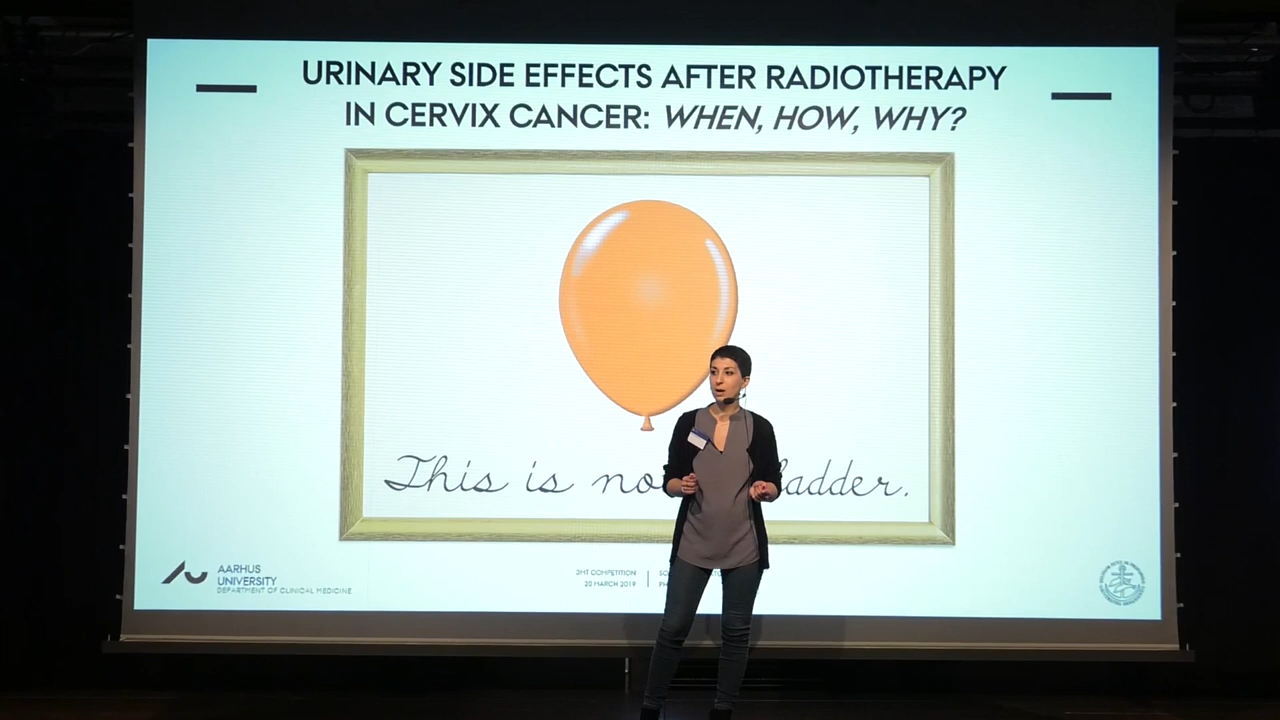 URINARY SIDE EFFECTS AFTER RADIOTHERAPY
IN CERVIX CANCER: WHEN, HOW, WHY?
This is no adder.
AARHUS
UNIVERSITY
DEPARTMENT OF CLINICAL MEDICINE
3MT COMPETITION
20 MARCH 2019